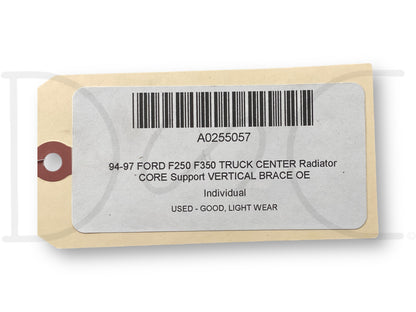 A0255057
94-97 FORD F250 F350 TRUCK CENTER Radiator
CORE Support VERTICAL BRACE OE
Individual
USED - GOOD, LIGHT WEAR